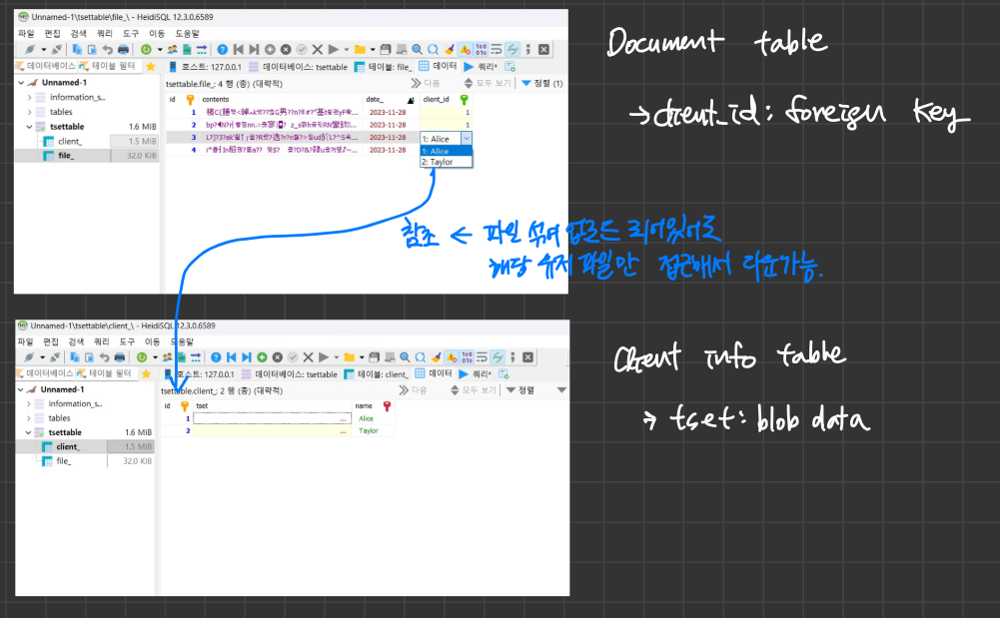 Unnamed-1\tsettable\file_\ - HeidiSQL 12.3.0.6589
파일 편집 검색 쿼리 도구 이동 도움말
데이터베이스 테이블 필터
호스트: 127.0.0.1 데이터베이스: tsettable 테이블: file_ 데이터 쿼리*
Unnamed-1
information_s...
tables
tsettable 1.6 MiB
client_ 1.5 MiB
file_ 32.0 KiB
tsettable.file_: 4 행 (총) (대략적) 다음 모두 보기 정렬 (1)
id contents date_ client_id
1 2023-11-28 1
2 2023-11-28 1
3 2023-11-28 1: Alice
4 2023-11-28
1: Alice
2: Taylor
Document table
→ client_id: foreign key
참조 ← 파일 섞여 업로드 되어있어도
해당 유저 파일만 접근해서 다운가능.
Unnamed-1\tsettable\client_\ - HeidiSQL 12.3.0.6589
파일 편집 검색 쿼리 도구 이동 도움말
데이터베이스 테이블 필터
호스트: 127.0.0.1 데이터베이스: tsettable 테이블: client_ 데이터 쿼리*
Unnamed-1
information_s...
tables
tsettable 1.6 MiB
client_ 1.5 MiB
file_ 32.0 KiB
tsettable.client_: 2 행 (총) (대략적) 다음 모두 보기 정렬
id tset name
1 ... Alice
2 ... Taylor
Client info table
→ tset: blob data